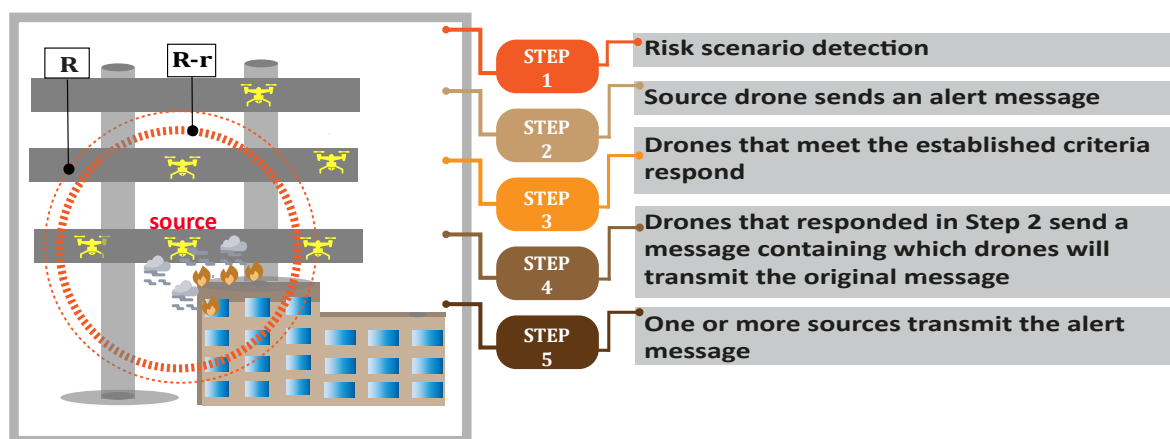 R
R-r
source
STEP
1
Risk scenario detection
STEP
2
Source drone sends an alert message
STEP
3
Drones that meet the established criteria
respond
STEP
4
Drones that responded in Step 2 send a
message containing which drones will
transmit the original message
STEP
5
One or more sources transmit the alert
message